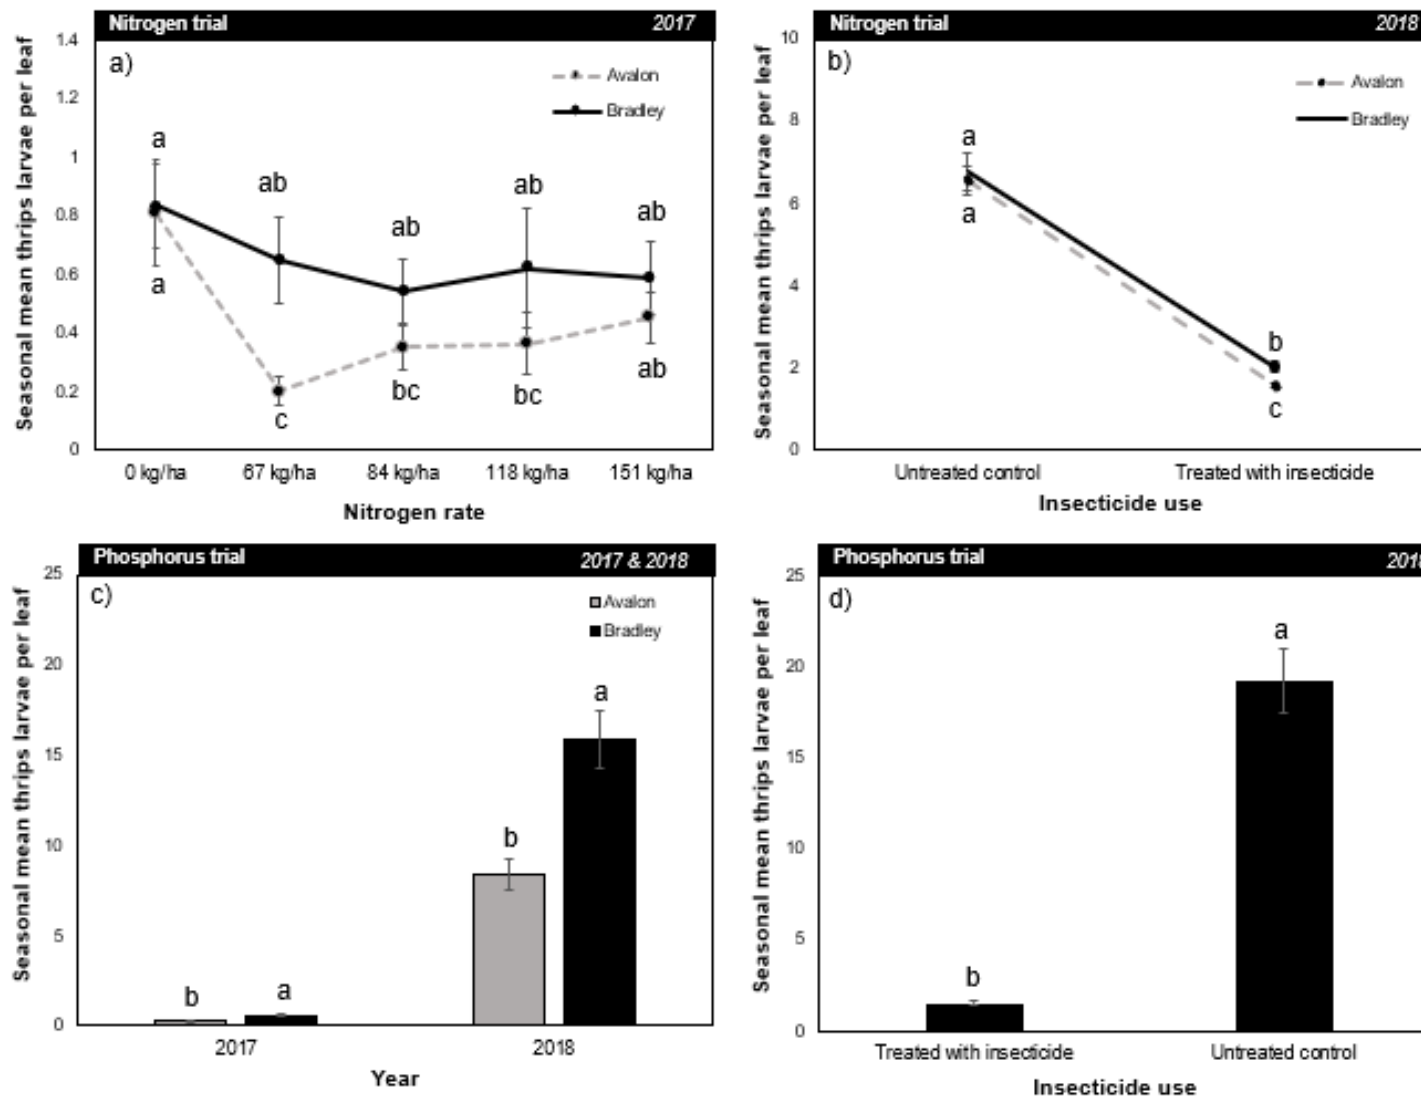 Nitrogen trial 2017
Seasonal mean thrips larvae per leaf
a)
Avalon
Bradley
1.4
1.2
1
0.8
0.6
0.4
0.2
0
a
ab
ab
ab
ab
a
c
bc
bc
ab
0 kg/ha 67 kg/ha 84 kg/ha 118 kg/ha 151 kg/ha
Nitrogen rate
Nitrogen trial 2018
Seasonal mean thrips larvae per leaf
b)
Avalon
Bradley
10
8
6
4
2
0
a
a
b
c
Untreated control Treated with insecticide
Insecticide use
Phosphorus trial 2017 & 2018
Seasonal mean thrips larvae per leaf
c)
Avalon
Bradley
25
20
15
10
5
0
b
a
b
a
2017 2018
Year
Phosphorus trial 2018
Seasonal mean thrips larvae per leaf
d)
25
20
15
10
5
0
b
a
Treated with insecticide Untreated control
Insecticide use